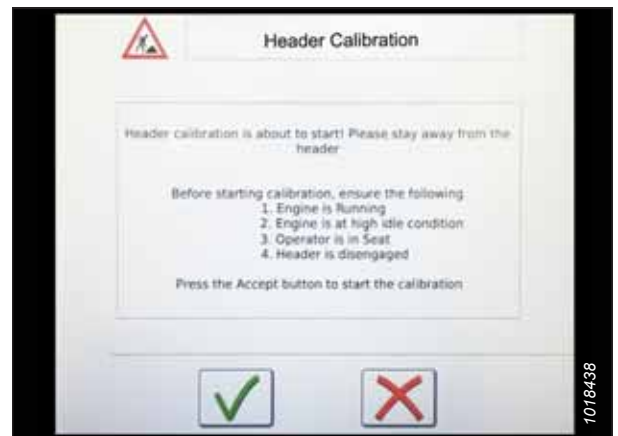 Header Calibration
Header calibration is about to start! Please stay away from the
header
Before starting calibration, ensure the following
1. Engine is Running
2. Engine is at high idle condition
3. Operator is in Seat
4. Header is disengaged
Press the Accept button to start the calibration
1018438